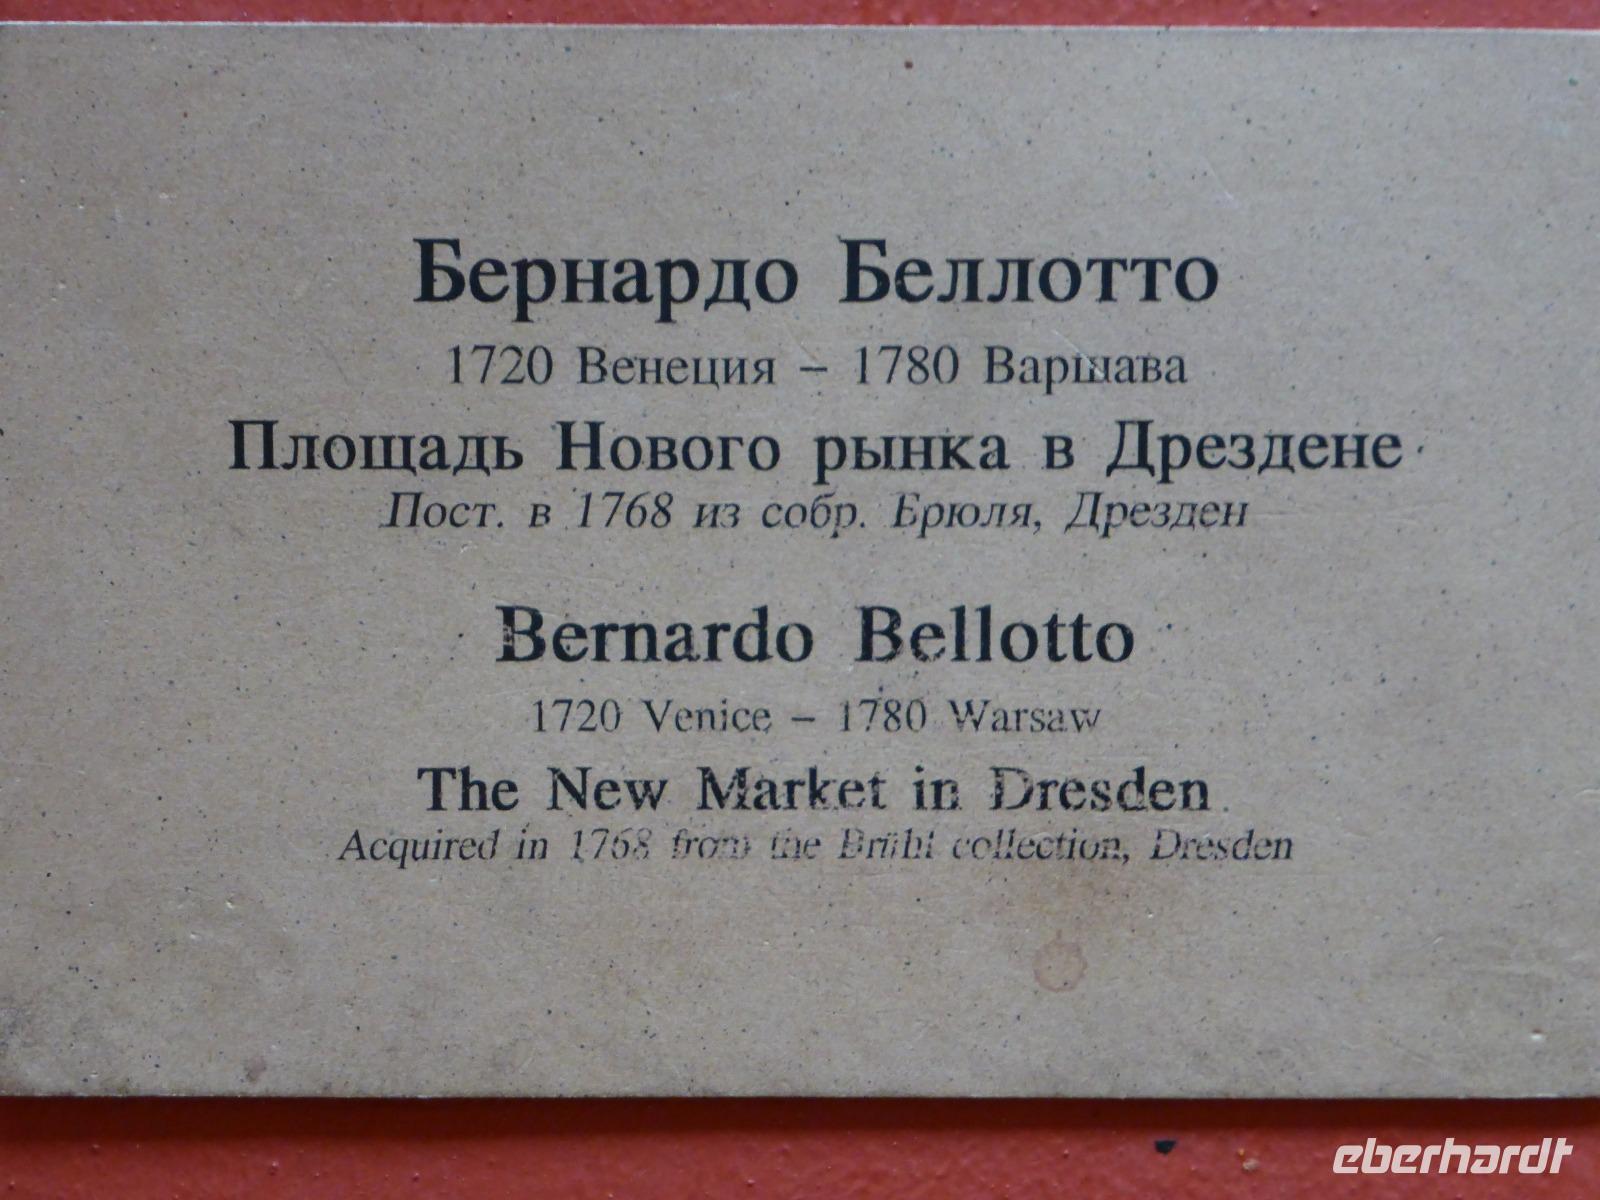 Бернардо Беллотто
1720 Венеция – 1780 Варшава
Площадь Нового рынка в Дрездене
Пост. в 1768 из собр. Брюля, Дрезден
Bernardo Bellotto
1720 Venice – 1780 Warsaw
The New Market in Dresden
Acquired in 1768 from the Brühl collection, Dresden
eberhardt